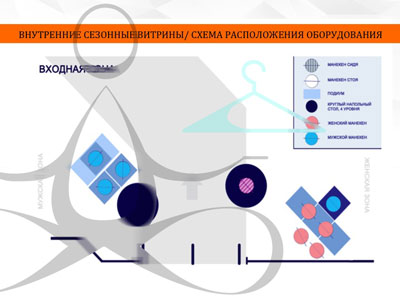 ВНУТРЕННИЕ СЕЗОННЫЕ ВИТРИНЫ/ СХЕМА РАСПОЛОЖЕНИЯ ОБОРУДОВАНИЯ
ВХОДНАЯ ЗОНА
МАНЕКЕН СИДЯ
МАНЕКЕН СТОЯ
ПОДИУМ
КРУГЛЫЙ НАПОЛЬНЫЙ
СТОЛ, 4 УРОВНЯ
ЖЕНСКИЙ МАНЕКЕН
МУЖСКОЙ МАНЕКЕН
МУЖСКАЯ ЗОНА
ЖЕНСКАЯ ЗОНА